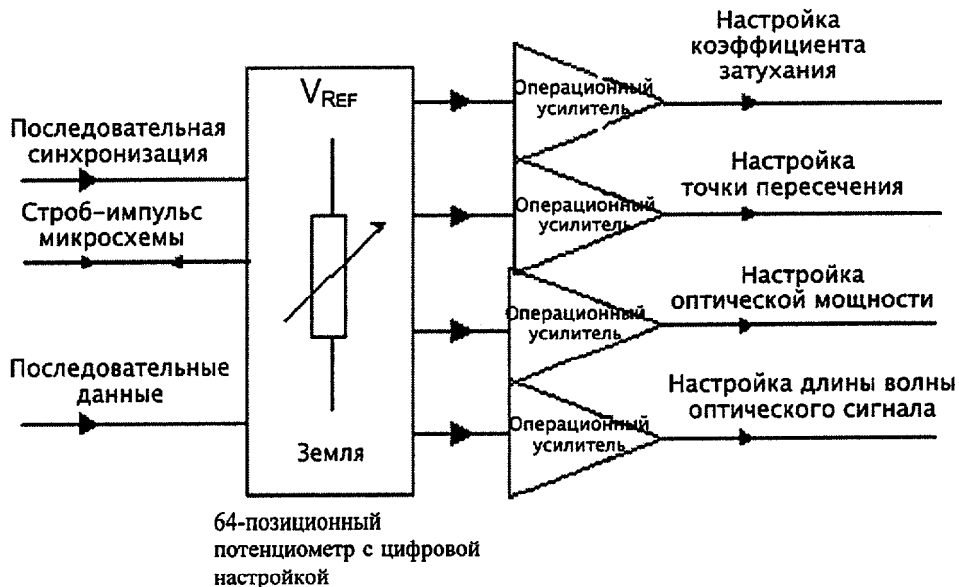 Последовательная
синхронизация
Строб-импульс
микросхемы
Последовательные
данные
VREF
Земля
64-позиционный
потенциометр с цифровой
настройкой
Операционный
усилитель
Операционный
усилитель
Операционный
усилитель
Операционный
усилитель
Настройка
коэффициента
затухания
Настройка
точки пересечения
Настройка
оптической мощности
Настройка длины волны
оптического сигнала